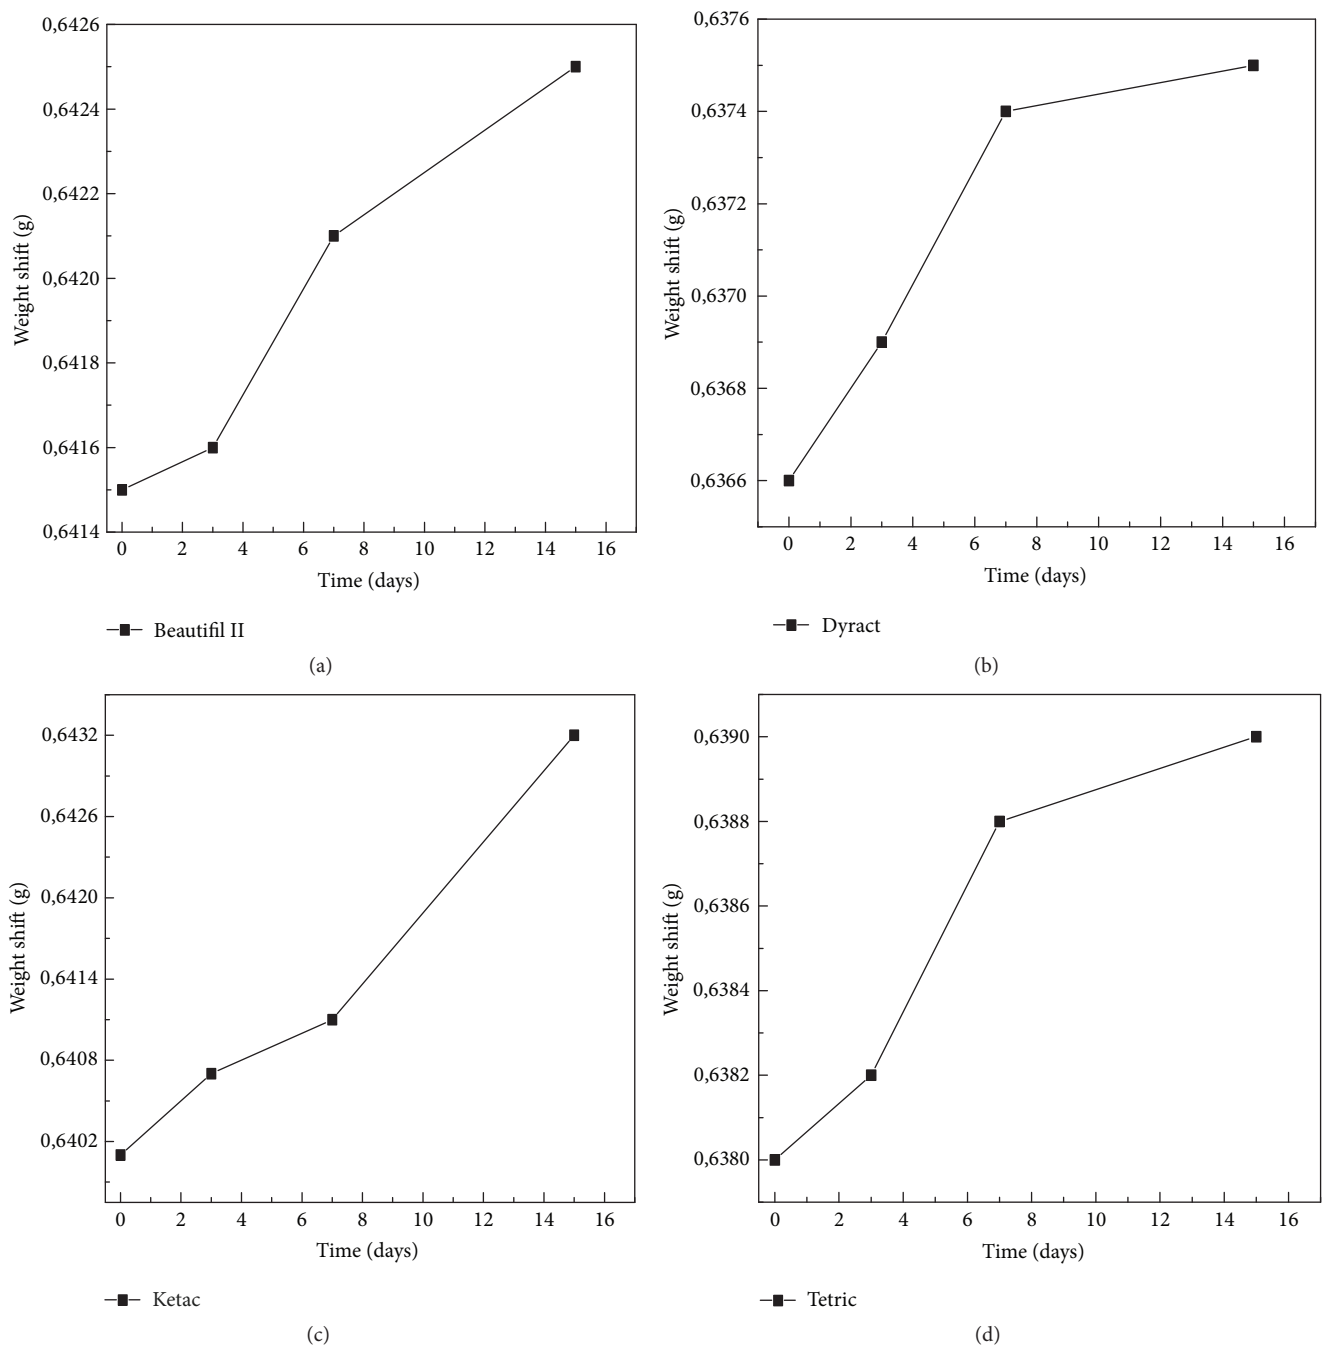 0,6426
0,6424
0,6422
0,6420
0,6418
0,6416
0,6414
Weight shift (g)
0 2 4 6 8 10 12 14 16
Time (days)
Beautifil II
(a)
0,6376
0,6374
0,6372
0,6370
0,6368
0,6366
Weight shift (g)
0 2 4 6 8 10 12 14 16
Time (days)
Dyract
(b)
0,6432
0,6426
0,6420
0,6414
0,6408
0,6402
Weight shift (g)
0 2 4 6 8 10 12 14 16
Time (days)
Ketac
(c)
0,6390
0,6388
0,6386
0,6384
0,6382
0,6380
Weight shift (g)
0 2 4 6 8 10 12 14 16
Time (days)
Tetric
(d)